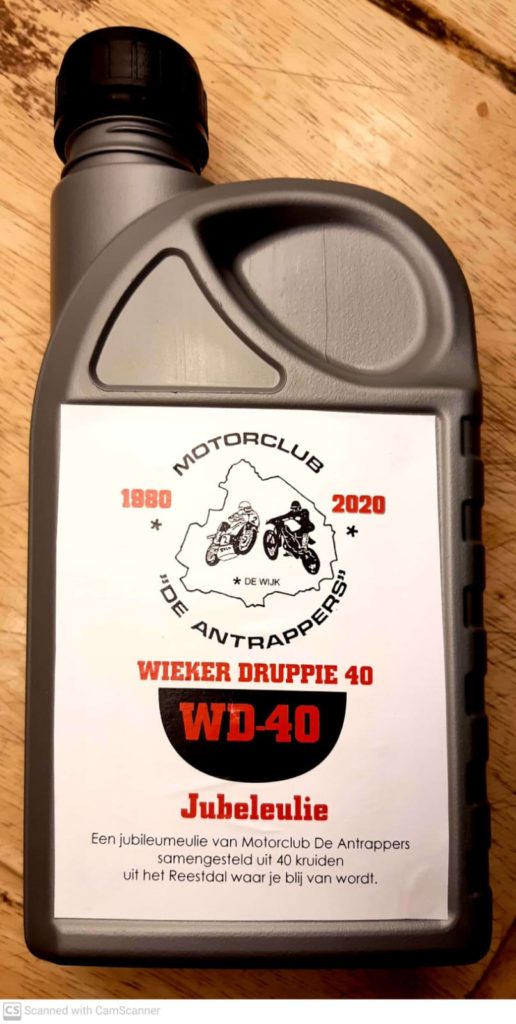 MOTORCLUB
1980 2020
* *
* DE WIJK
"DE ANTRAPPERS"
WIEKER DRUPPIE 40
WD-40
Jubeleulie
Een jubileumeulie van Motorclub De Antrappers
samengesteld uit 40 kruiden
uit het Reestdal waar je blij van wordt.
CS Scanned with CamScanner